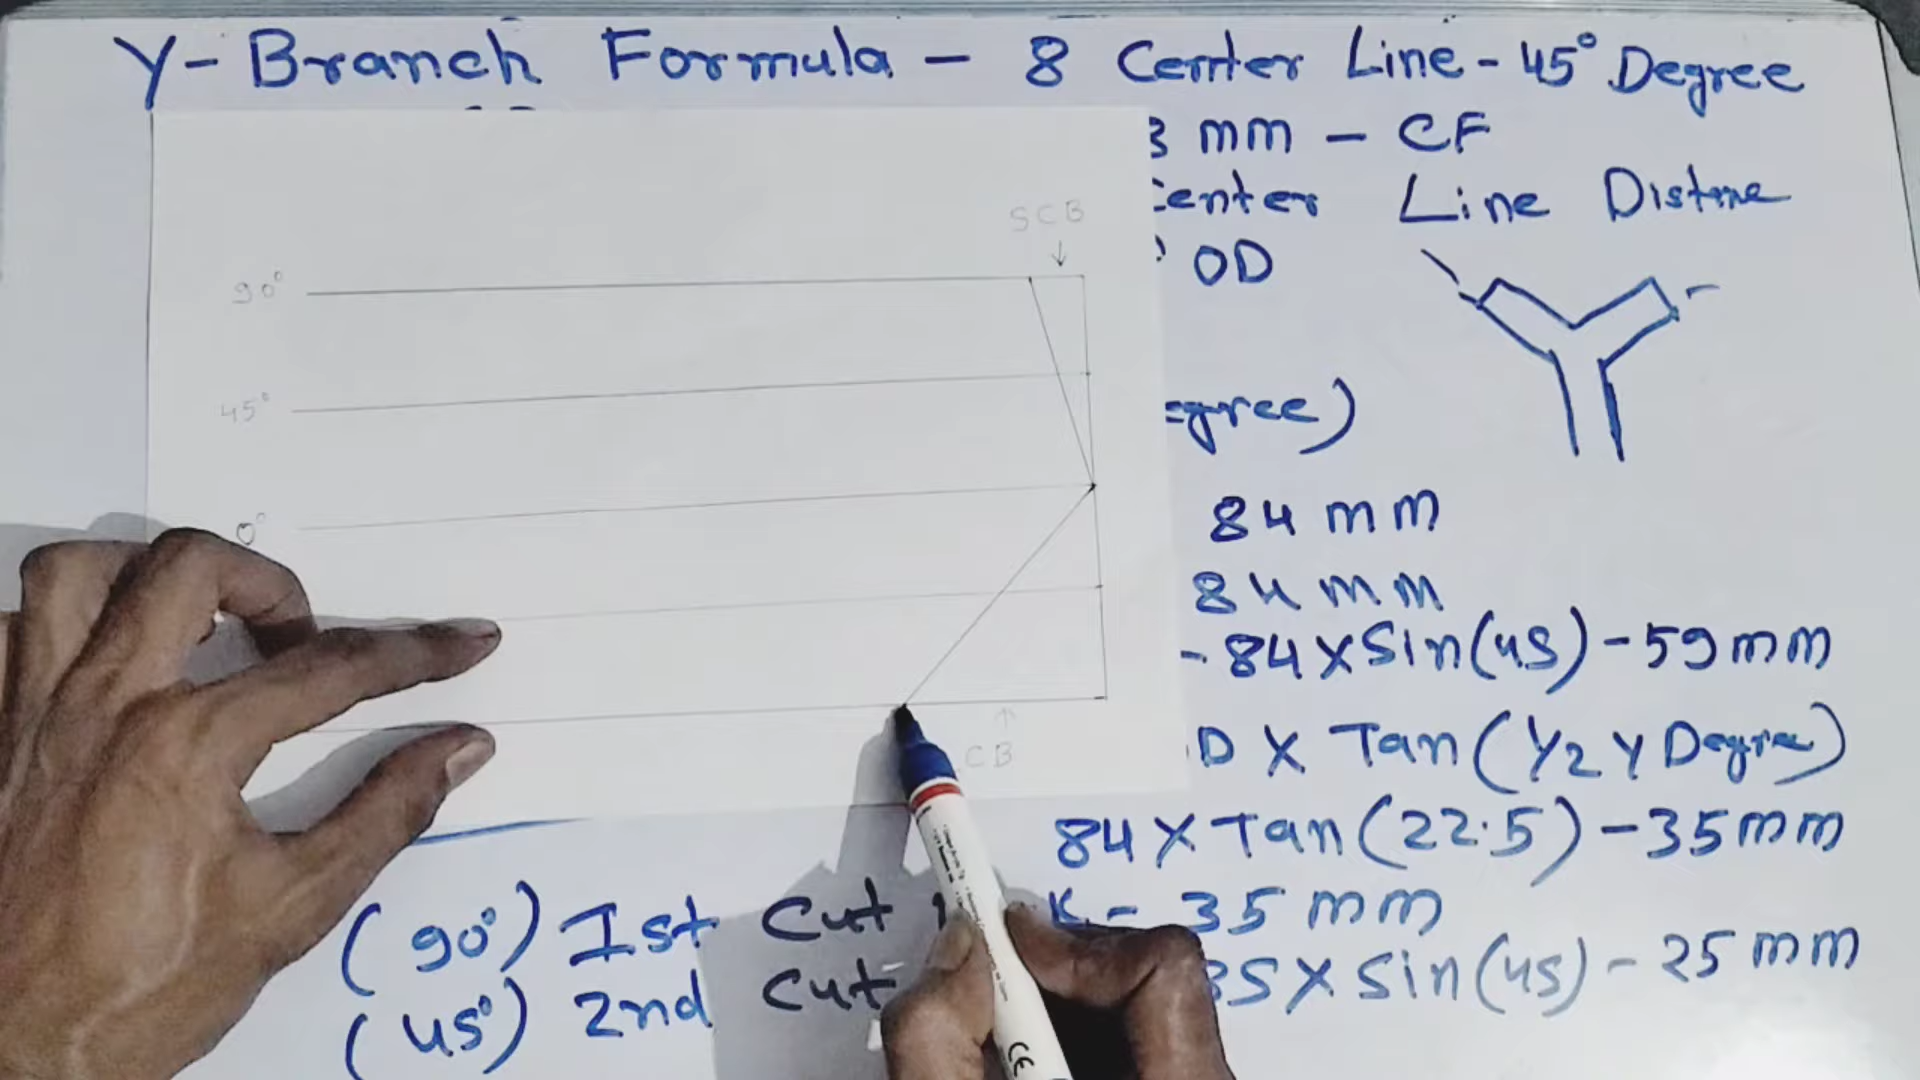 Y-Branch Formula - 8 Center Line - 45° Degree
3 mm - CF
Center Line Distne
OD
SCB
90°
45°
egree)
0°
84 mm
84 mm
- 84 X Sin(45) - 59 mm
D X Tan (1/2 Y Degree)
CB
84 X Tan (22.5) - 35 mm
(90°) 1st Cut
K - 35 mm
35 X Sin (45) - 25 mm
(45°) 2nd Cut
CE